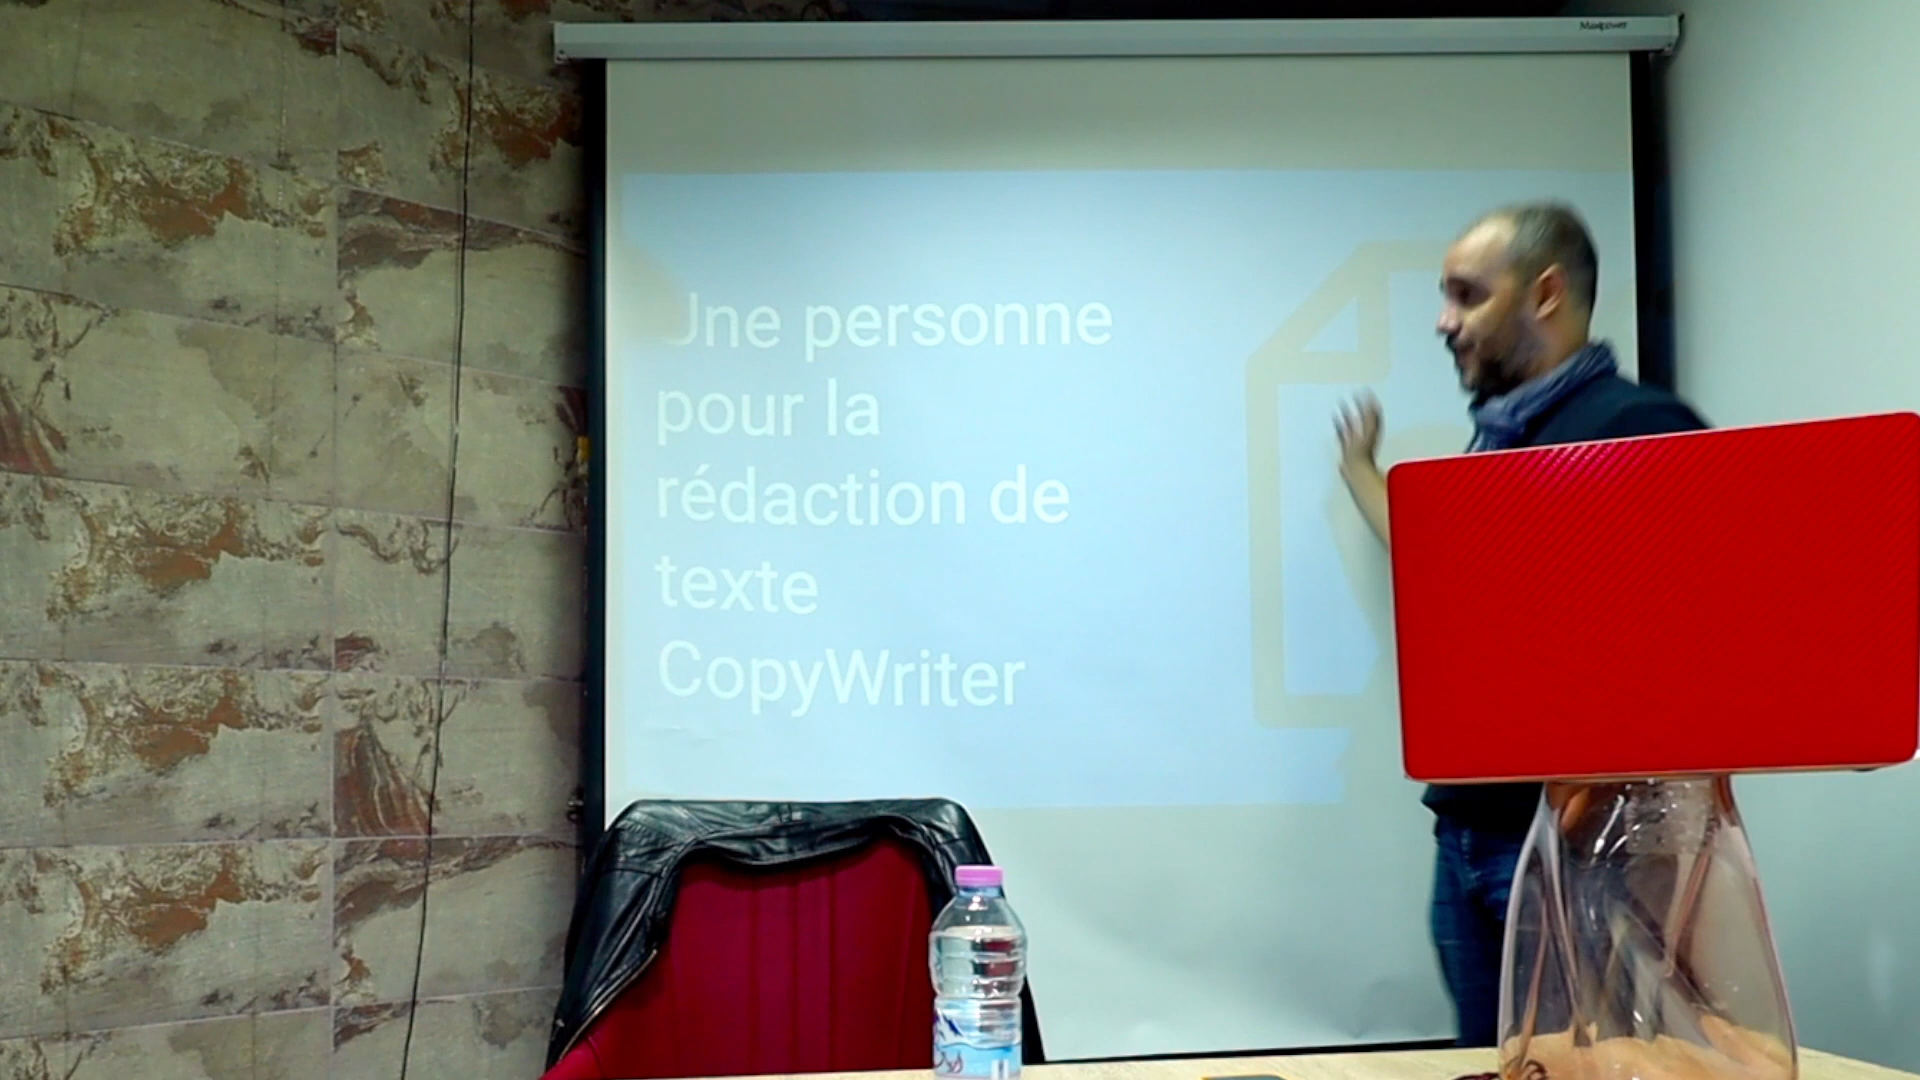 Une personne
pour la
rédaction de
texte
CopyWriter